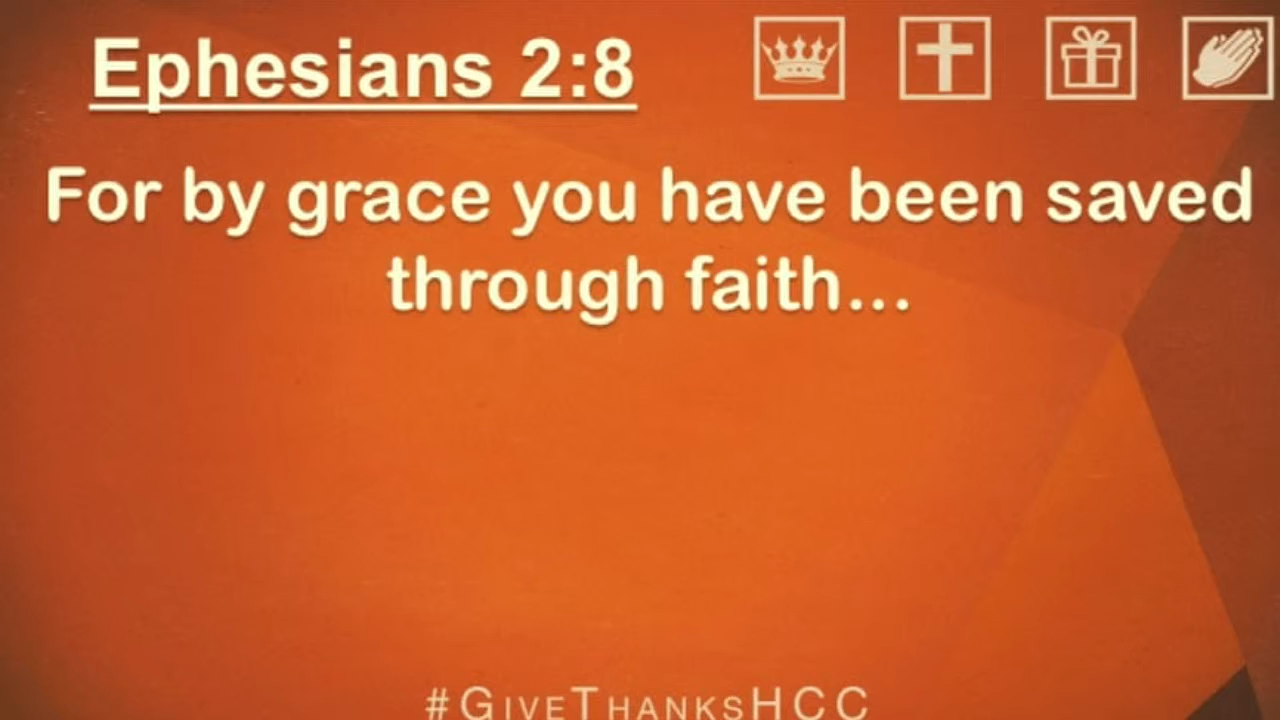 Ephesians 2:8
For by grace you have been saved
through faith...
#GIVETHANKSHCC